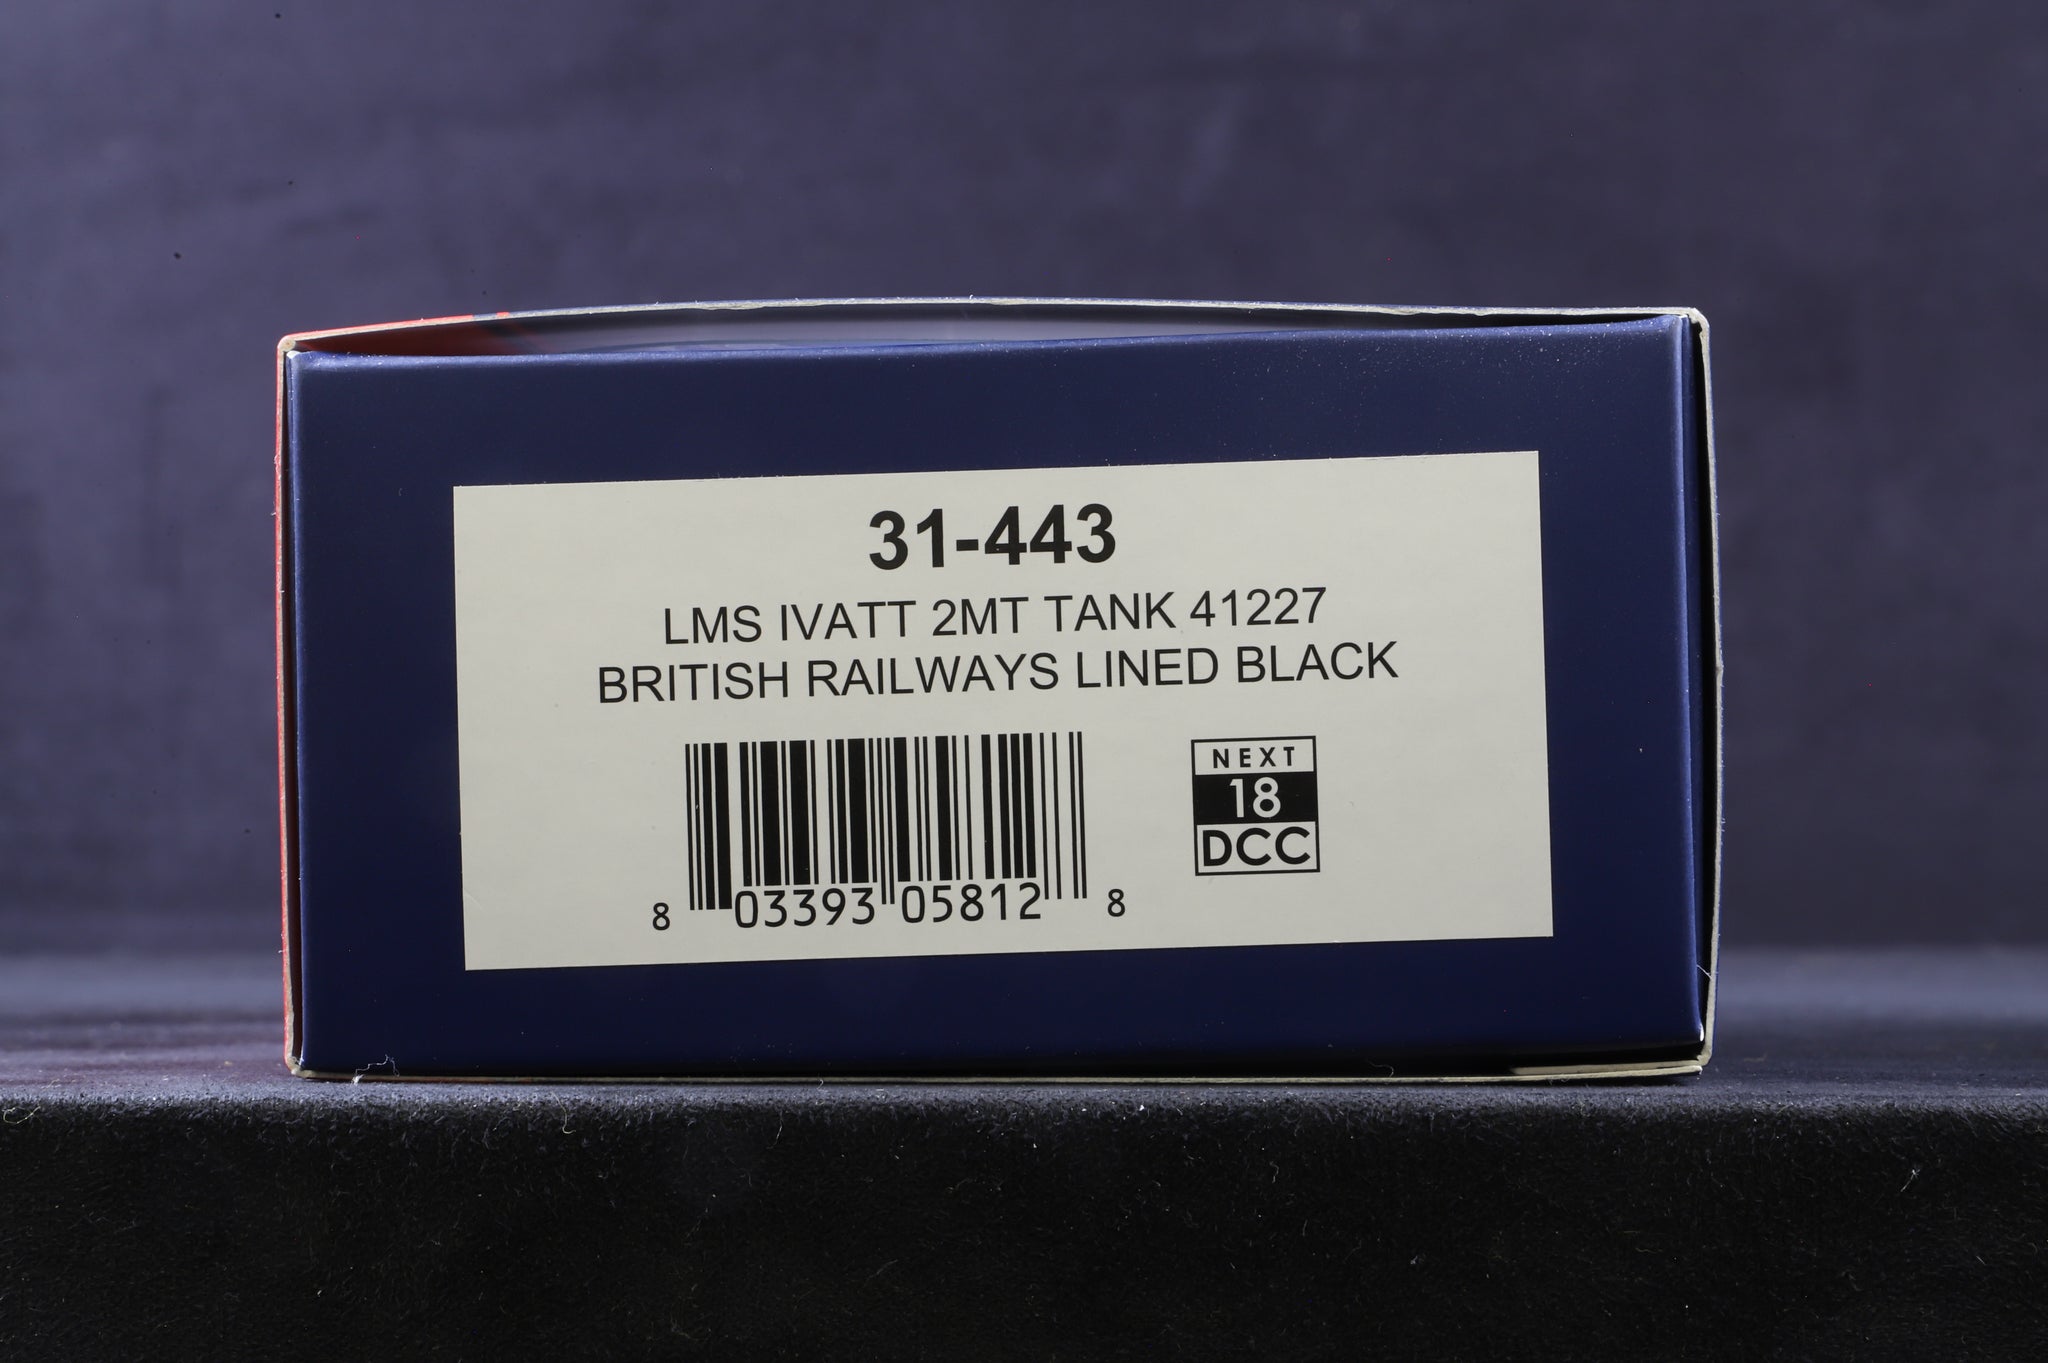 31-443
LMS IVATT 2MT TANK 41227
BRITISH RAILWAYS LINED BLACK
NEXT
18
DCC
8 03393 05812 8